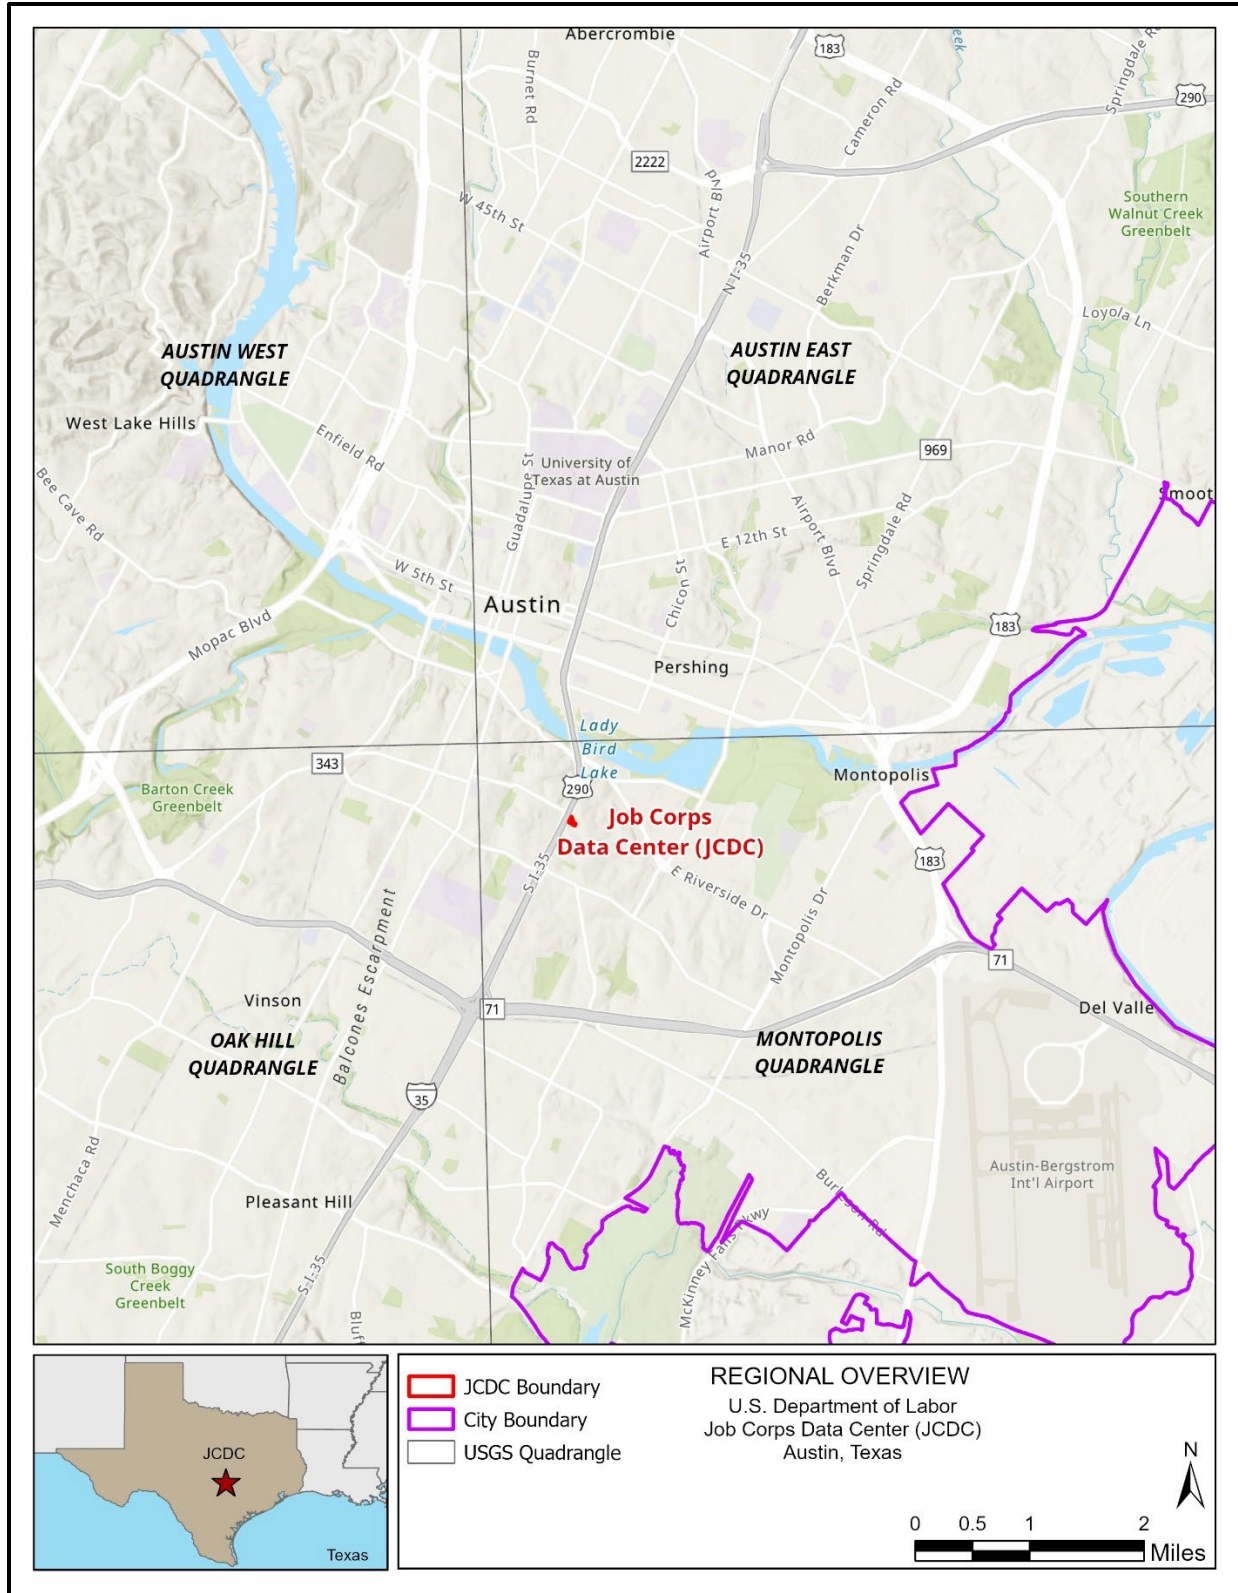 Abercrombie
183
Creek
Springdale Rd
Burnet Rd
290
Cameron Rd
2222
Airport Blvd
W 45th St
Southern
Walnut Creek
Greenbelt
N I-35
Berkman Dr
Loyola Ln
AUSTIN WEST
QUADRANGLE
AUSTIN EAST
QUADRANGLE
West Lake Hills
Enfield Rd
Manor Rd
969
University of
Texas at Austin
Guadalupe St
Bee Cave Rd
Smoot
Airport Blvd
Springdale Rd
E 12th St
W 5th St
Chicon St
Austin
183
Mopac Blvd
Pershing
Lady
Bird
Lake
343
Montopolis
Barton Creek
Greenbelt
290
Job Corps
Data Center (JCDC)
183
S I-35
E Riverside Dr
Montopolis Dr
Balcones Escarpment
71
Vinson
71
Del Valle
OAK HILL
QUADRANGLE
MONTOPOLIS
QUADRANGLE
35
Menchaca Rd
Austin-Bergstrom
Int'l Airport
Burleson Rd
Pleasant Hill
McKinney Falls Pkwy
South Boggy
Creek
Greenbelt
S I-35
Bluff
JCDC
Texas
JCDC Boundary
City Boundary
USGS Quadrangle
REGIONAL OVERVIEW
U.S. Department of Labor
Job Corps Data Center (JCDC)
Austin, Texas
N
0 0.5 1 2
Miles